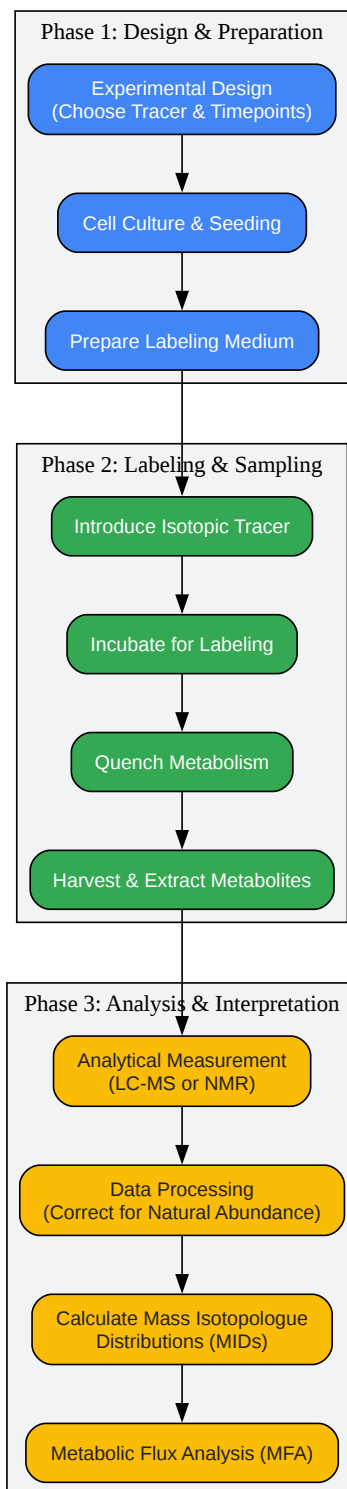 Phase 1: Design & Preparation
Experimental Design
(Choose Tracer & Timepoints)
Cell Culture & Seeding
Prepare Labeling Medium
Phase 2: Labeling & Sampling
Introduce Isotopic Tracer
Incubate for Labeling
Quench Metabolism
Harvest & Extract Metabolites
Phase 3: Analysis & Interpretation
Analytical Measurement
(LC-MS or NMR)
Data Processing
(Correct for Natural Abundance)
Calculate Mass Isotopologue
Distributions (MIDs)
Metabolic Flux Analysis (MFA)